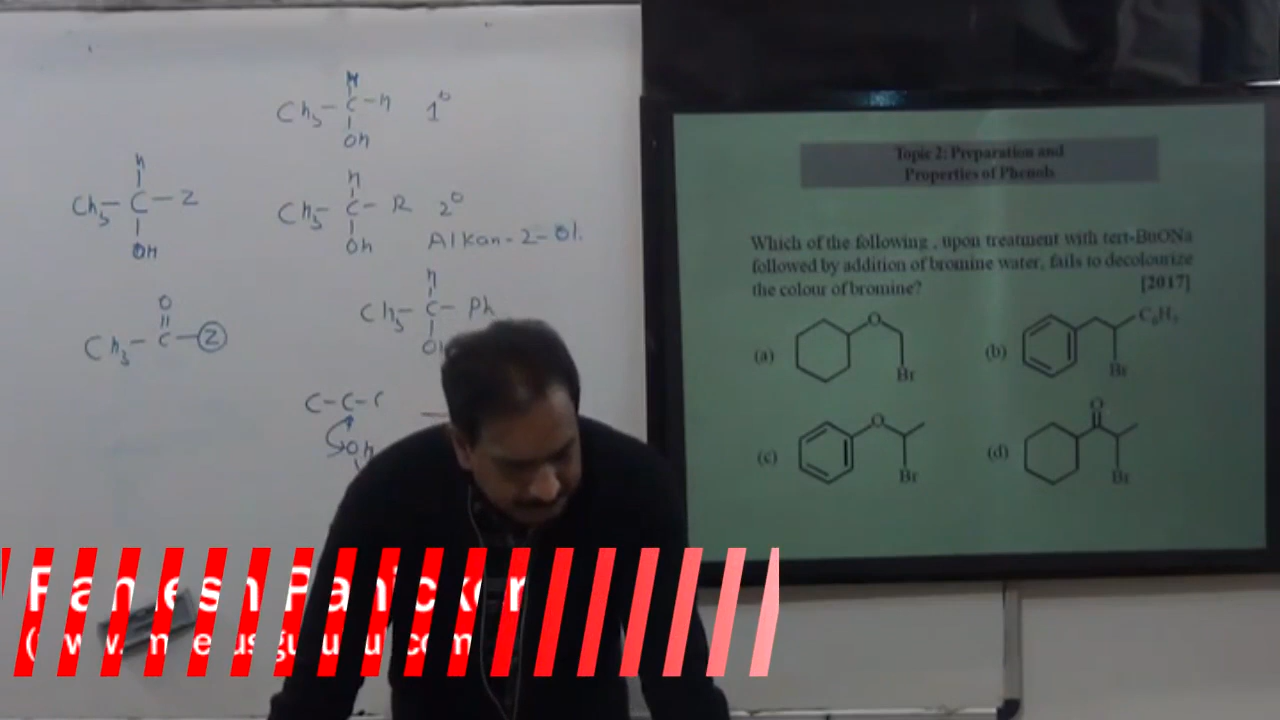 H
CH3-C-H 1°
OH
H
CH3-C-Z
OH
H
CH3-C-R 2°
OH
Alkan-2-ol.
O
CH3-C-Z
H
CH3-C-Ph
C-C-C
OH
Topic 2: Preparation and
Properties of Phenols
Which of the following , upon treatment with tert-BuONa
followed by addition of bromine water, fails to decolourize
the colour of bromine? [2017]
(a) O Br
(b) C6H5 Br
(c) O Br
(d) O Br
Panicker